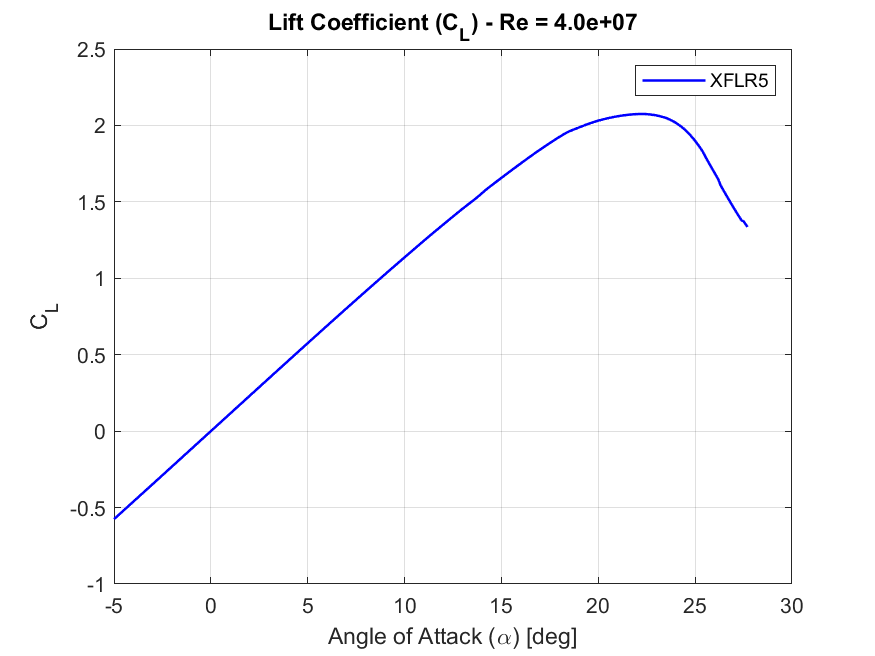 Lift Coefficient (C_L) - Re = 4.0e+07
2.5
XFLR5
2
1.5
1
0.5
0
-0.5
-1
C_L
-5 0 5 10 15 20 25 30
Angle of Attack (α) [deg]